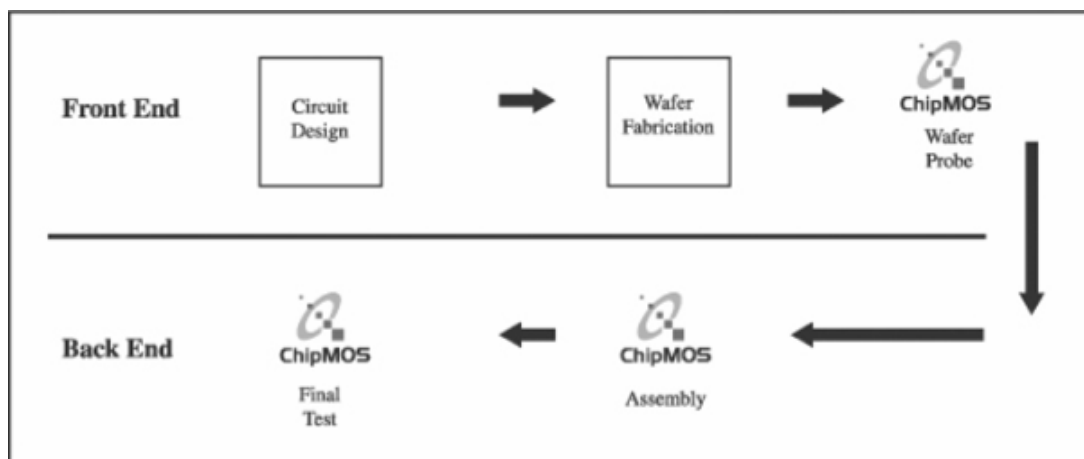 Front End
Circuit
Design
Wafer
Fabrication
ChipMOS
Wafer
Probe
Back End
ChipMOS
Final
Test
ChipMOS
Assembly